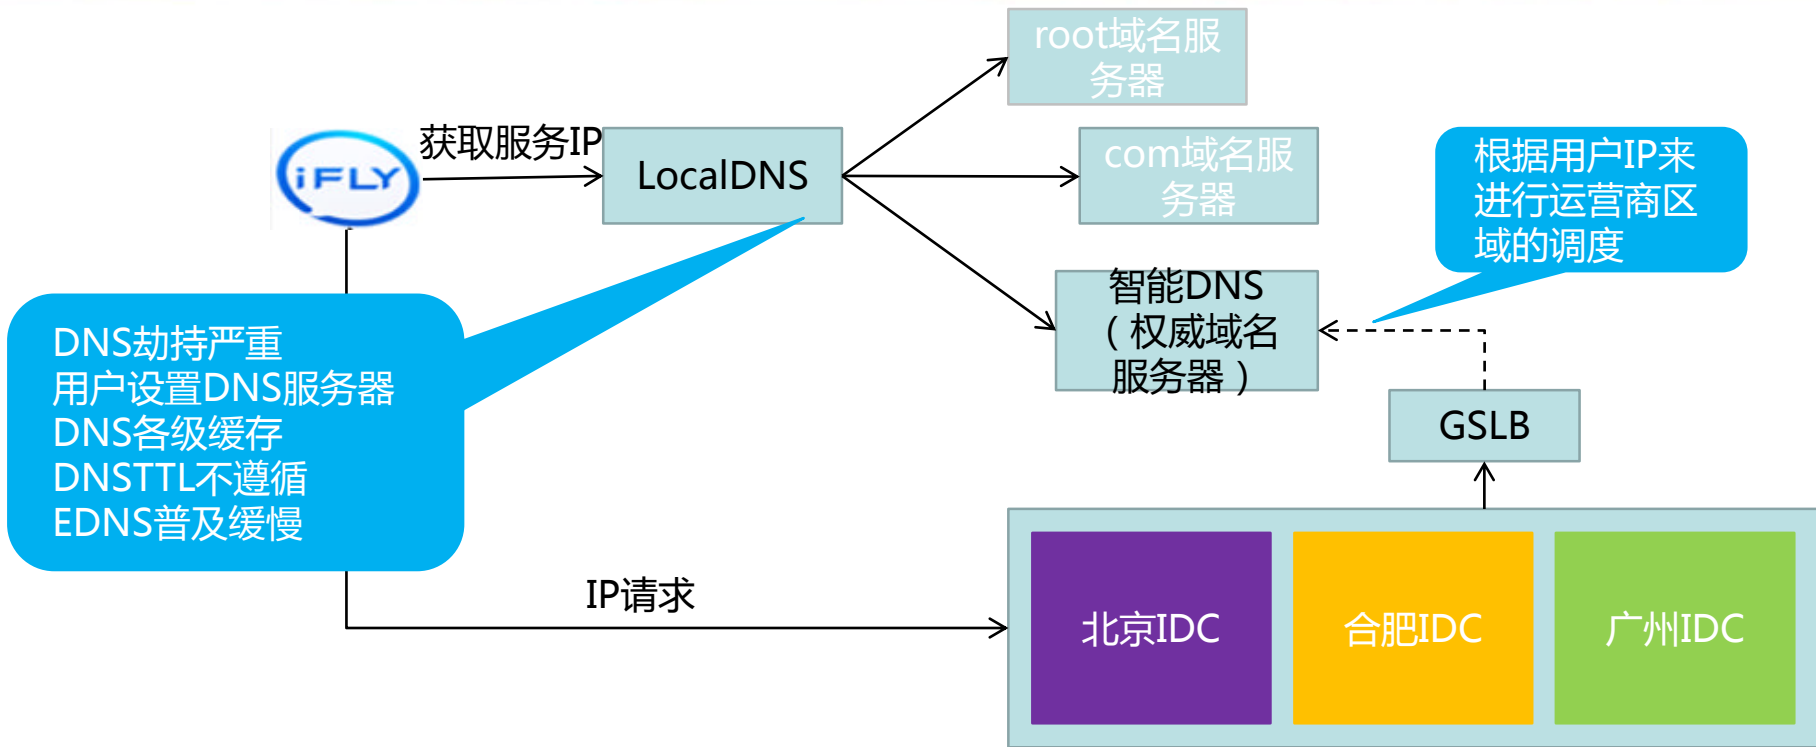 root域名服
务器
iFLY
获取服务IP
LocalDNS
com域名服
务器
根据用户IP来
进行运营商区
域的调度
智能DNS
（权威域名
服务器）
DNS劫持严重
用户设置DNS服务器
DNS各级缓存
DNSTTL不遵循
EDNS普及缓慢
GSLB
IP请求
北京IDC
合肥IDC
广州IDC